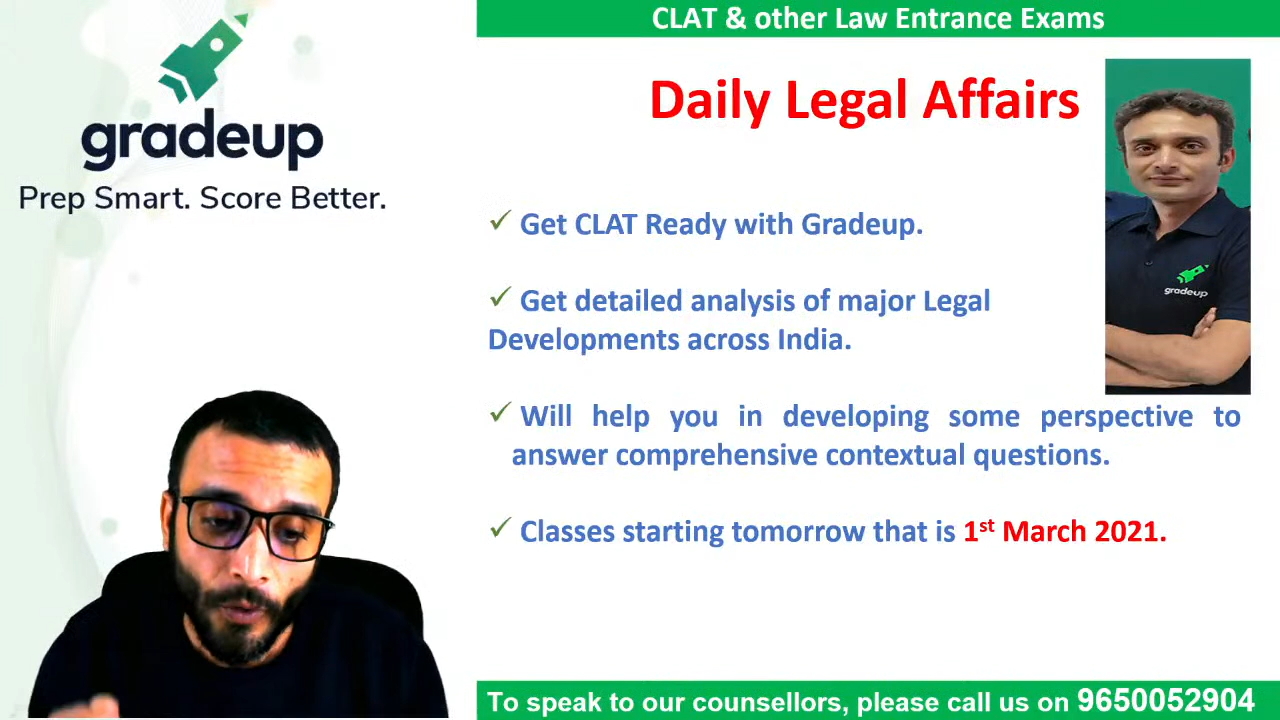 CLAT & other Law Entrance Exams
gradeup
Prep Smart. Score Better.
Daily Legal Affairs
✓ Get CLAT Ready with Gradeup.
✓ Get detailed analysis of major Legal
Developments across India.
✓ Will help you in developing some perspective to
answer comprehensive contextual questions.
✓ Classes starting tomorrow that is 1st March 2021.
gradeup
To speak to our counsellors, please call us on 9650052904